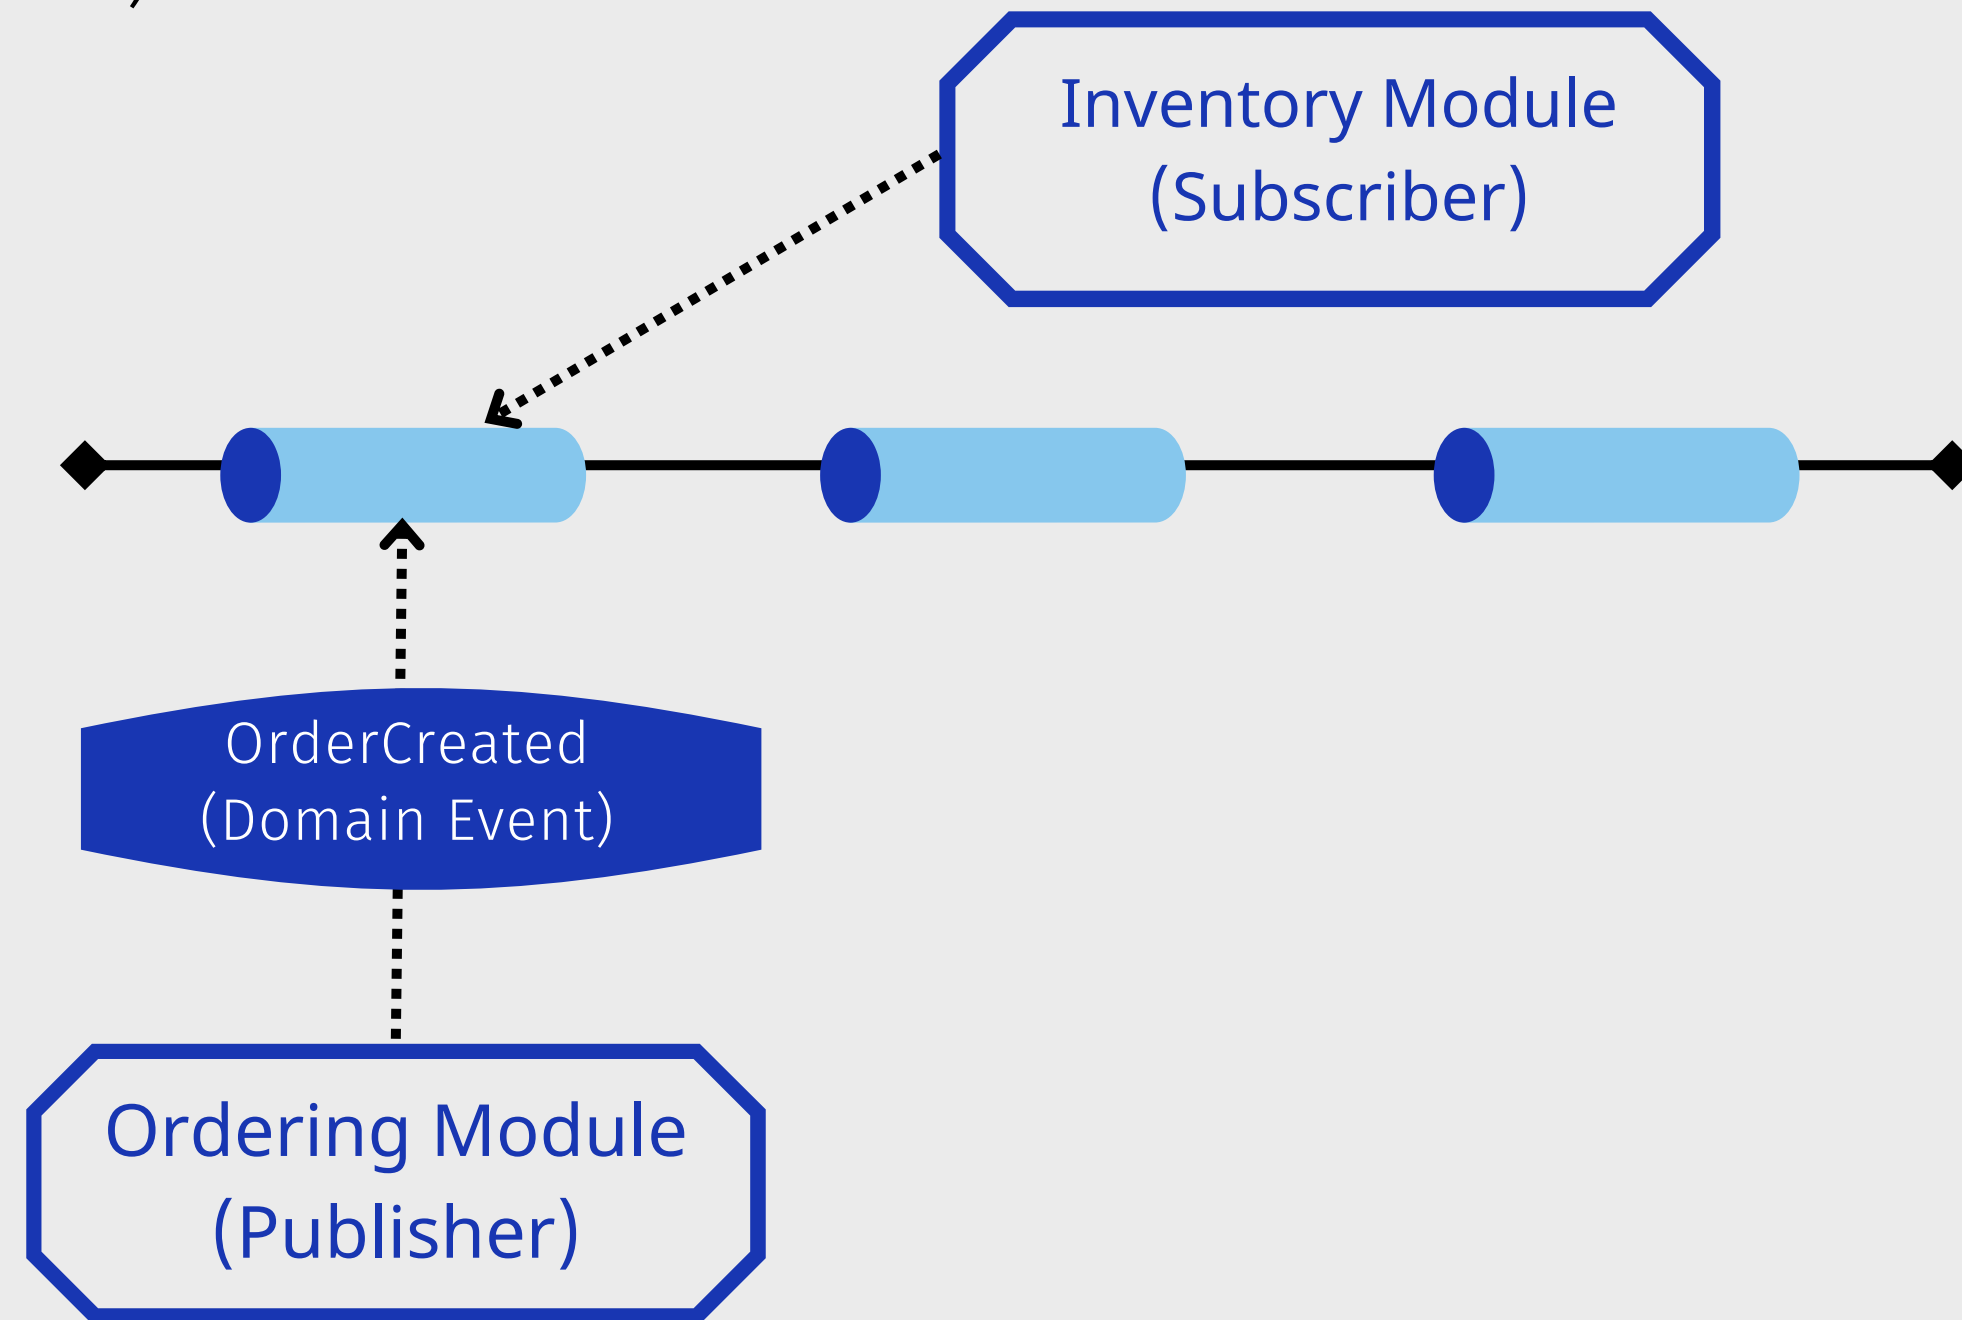 Inventory Module
(Subscriber)
OrderCreated
(Domain Event)
Ordering Module
(Publisher)